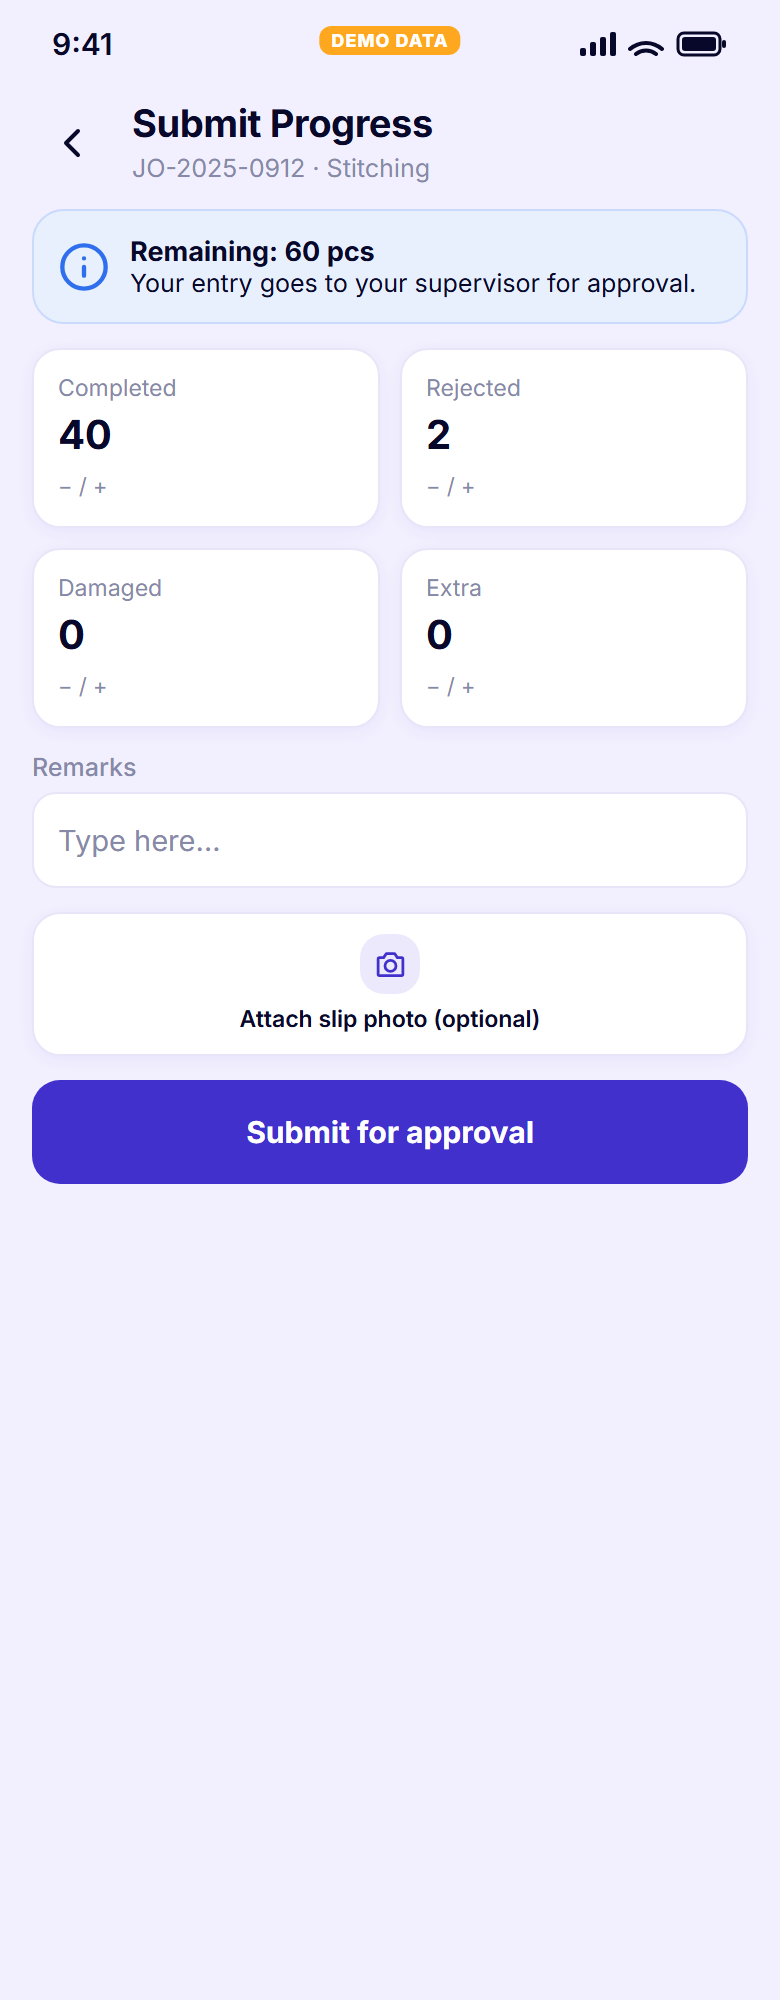 9:41
DEMO DATA
Submit Progress
JO-2025-0912 · Stitching
Remaining: 60 pcs
Your entry goes to your supervisor for approval.
Completed
40
− / +
Rejected
2
− / +
Damaged
0
− / +
Extra
0
− / +
Remarks
Type here...
Attach slip photo (optional)
Submit for approval